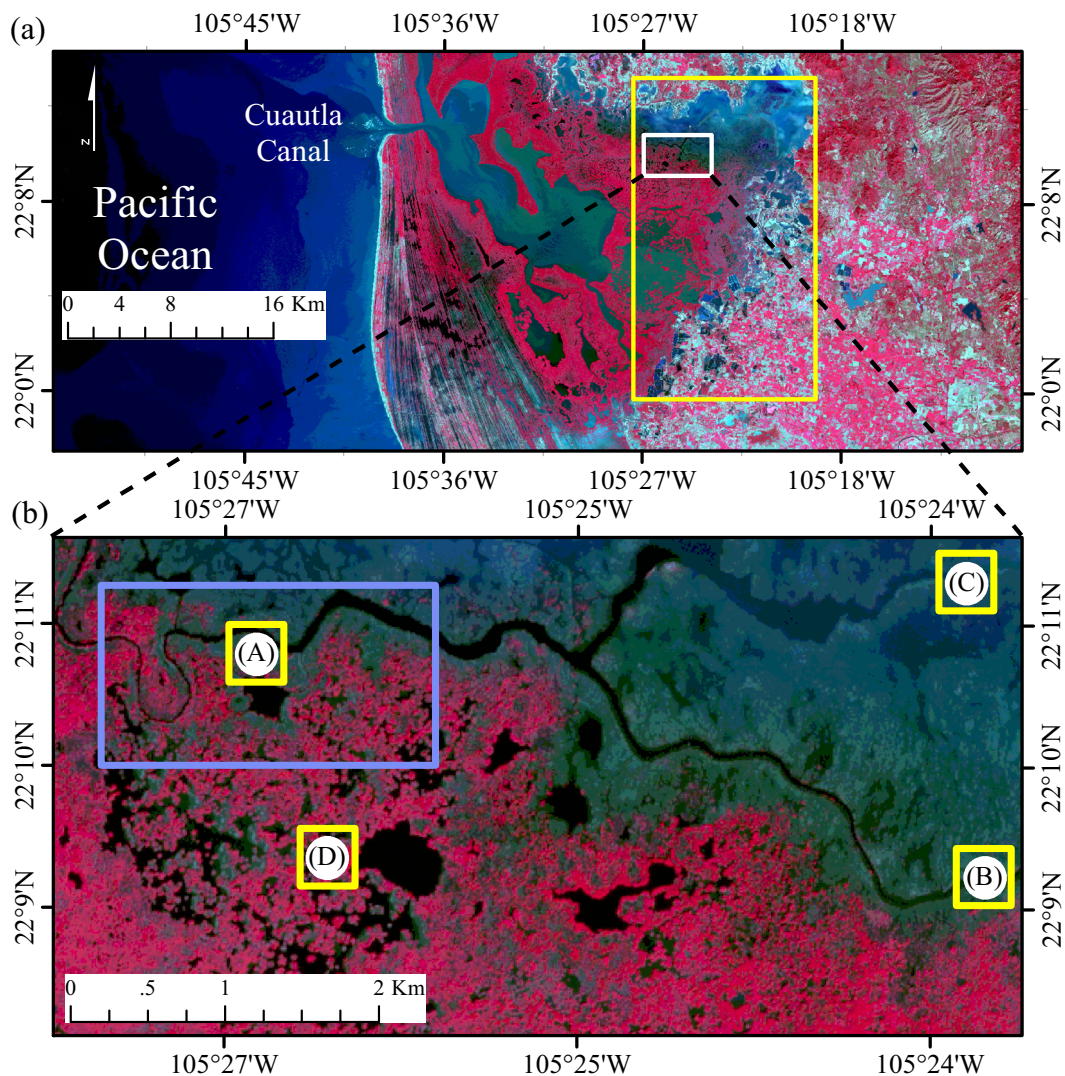 (a)
105°45'W 105°36'W 105°27'W 105°18'W
Cuautla
Canal
z
Pacific
Ocean
22°8'N
22°8'N
0 4 8 16 Km
22°0'N
22°0'N
105°45'W 105°36'W 105°27'W 105°18'W
(b)
105°27'W 105°25'W 105°24'W
(C)
22°11'N
22°11'N
(A)
22°10'N
22°10'N
(D)
(B)
22°9'N
22°9'N
0 .5 1 2 Km
105°27'W 105°25'W 105°24'W